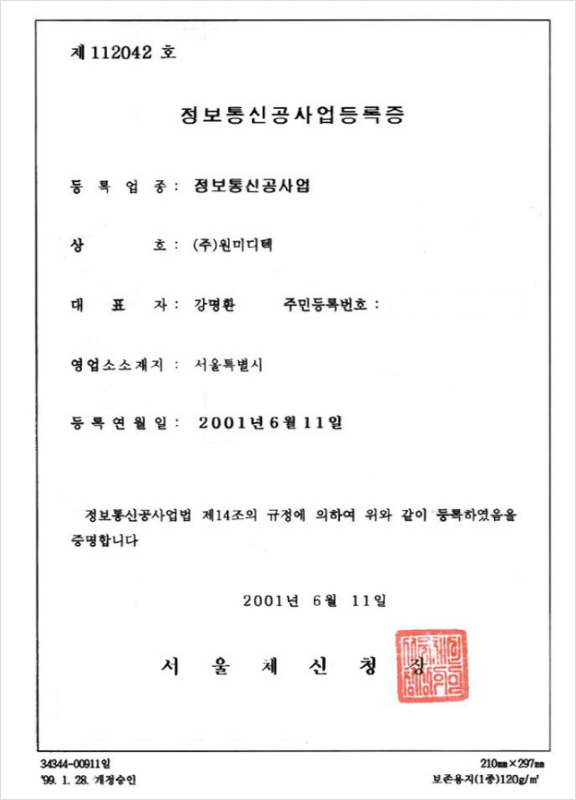 제 112042 호
정보통신공사업등록증
등 록 업 종 : 정보통신공사업
상 호 : (주)원미디텍
대 표 자 : 강명환 주민등록번호 :
영업소소재지 : 서울특별시
등록연월일 : 2001년 6월 11일
정보통신공사업법 제14조의 규정에 의하여 위와 같이 등록하였음을
증명합니다
2001년 6월 11일
서 울 체 신 청 장
34344-00911일 210㎜×297㎜
'99. 1. 28. 개정승인 보존용지(1종)120g/㎡